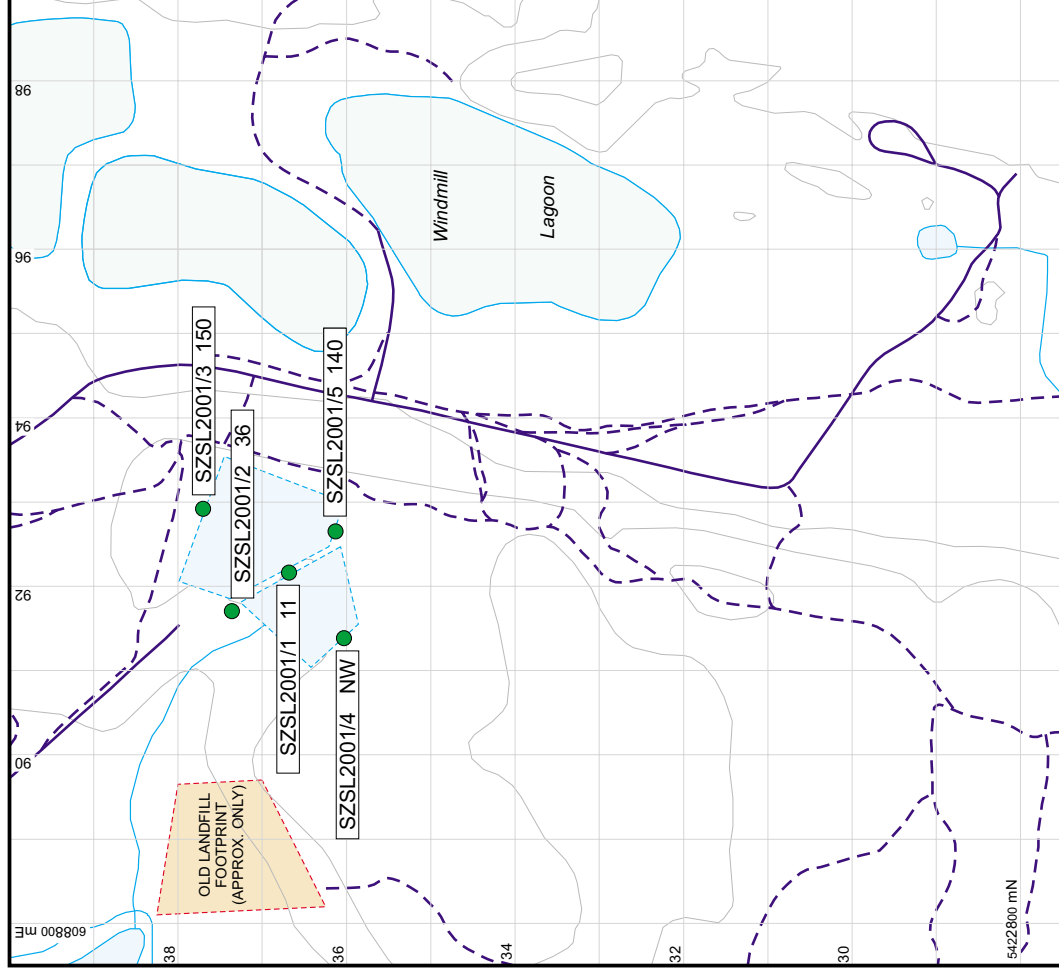 98
96
94
92
90
608800 mE
Windmill
Lagoon
SZSL2001/3 150
SZSL2001/2 36
SZSL2001/5 140
SZSL2001/1 11
SZSL2001/4 NW
OLD LANDFILL
FOOTPRINT
(APPROX. ONLY)
38
36
34
32
30
5422800 mN